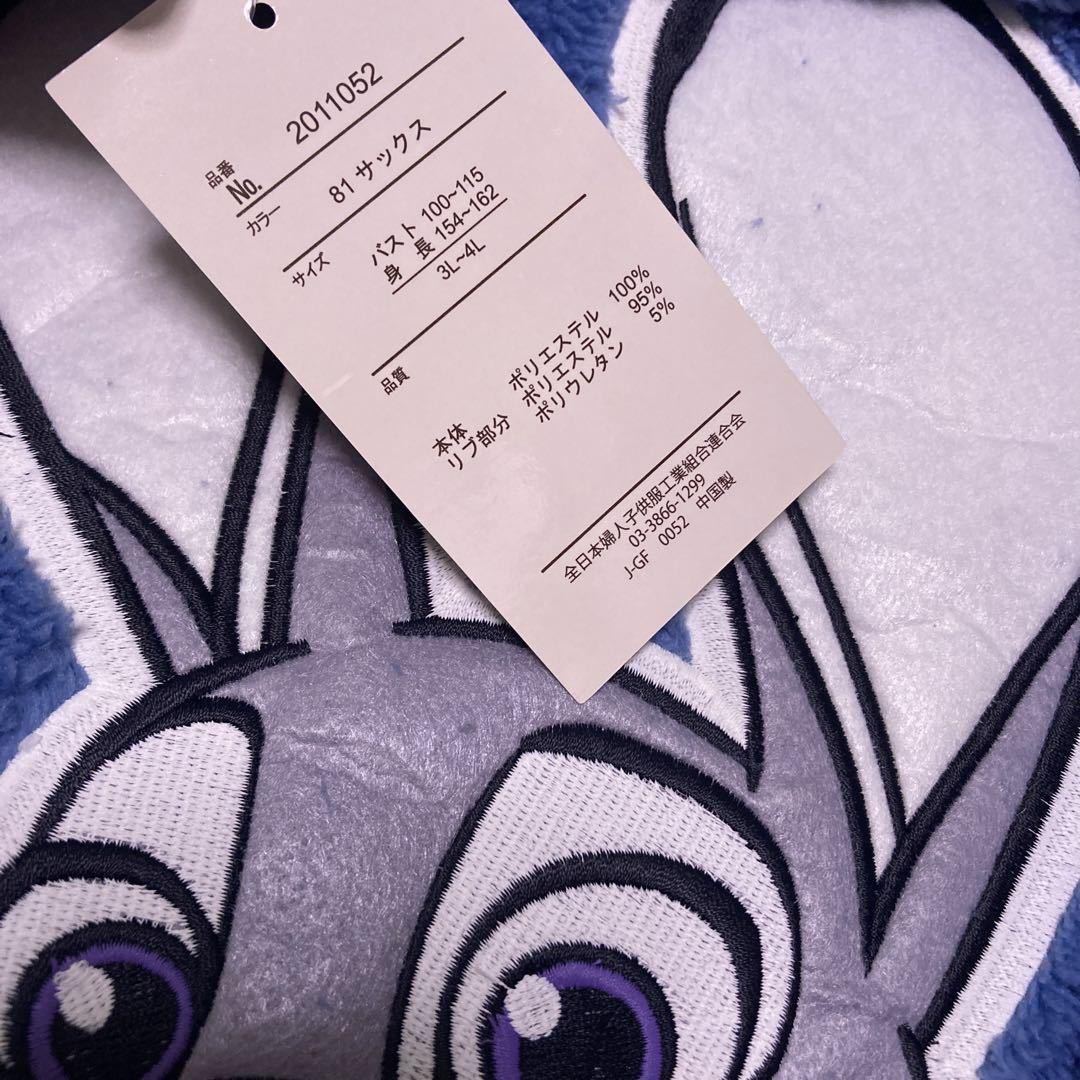 品番
No. 2011052
カラー 81 サックス
サイズ バスト 100~115
身 長 154~162
3L~4L
品質
本体 ポリエステル 100%
リブ部分 ポリエステル 95%
ポリウレタン 5%
全日本婦人子供服工業組合連合会
03-3866-1299
J-GF 0052 中国製